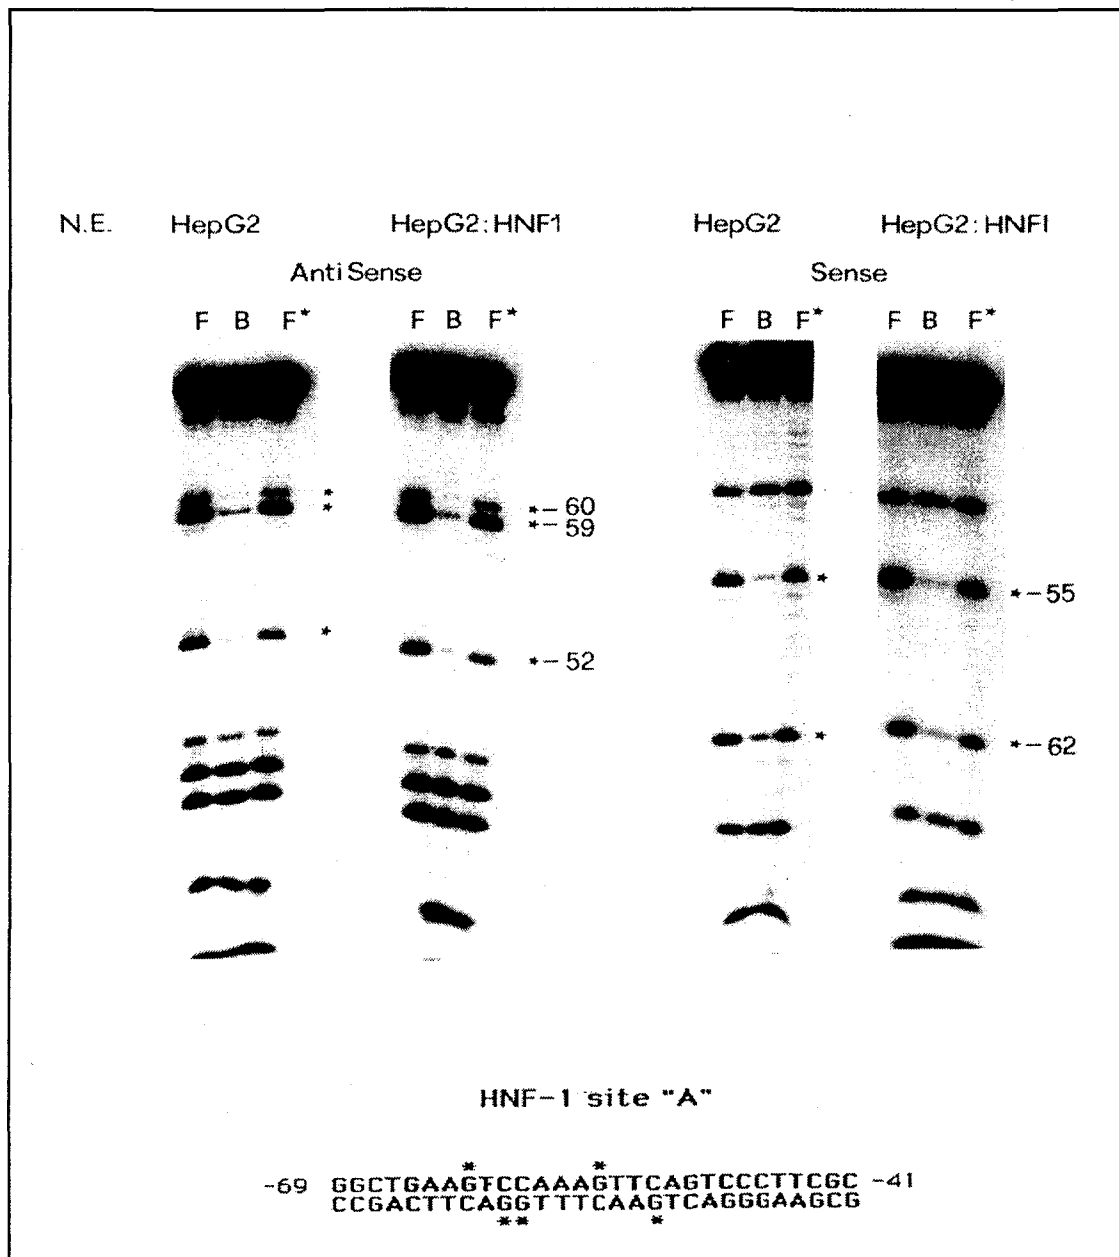 N.E. HepG2 HepG2:HNF1 HepG2 HepG2:HNFI
Anti Sense Sense
F B F* F B F* F B F* F B F*
*
* *-60
*-59
* *-55
* *-52
* *-62
HNF-1 site "A"
* *
-69 GGCTGAAGTCCAAAGTTCAGTCCCTTCGC -41
CCGACTTCAGGTTTCAAGTCAGGGAAGCG
** *